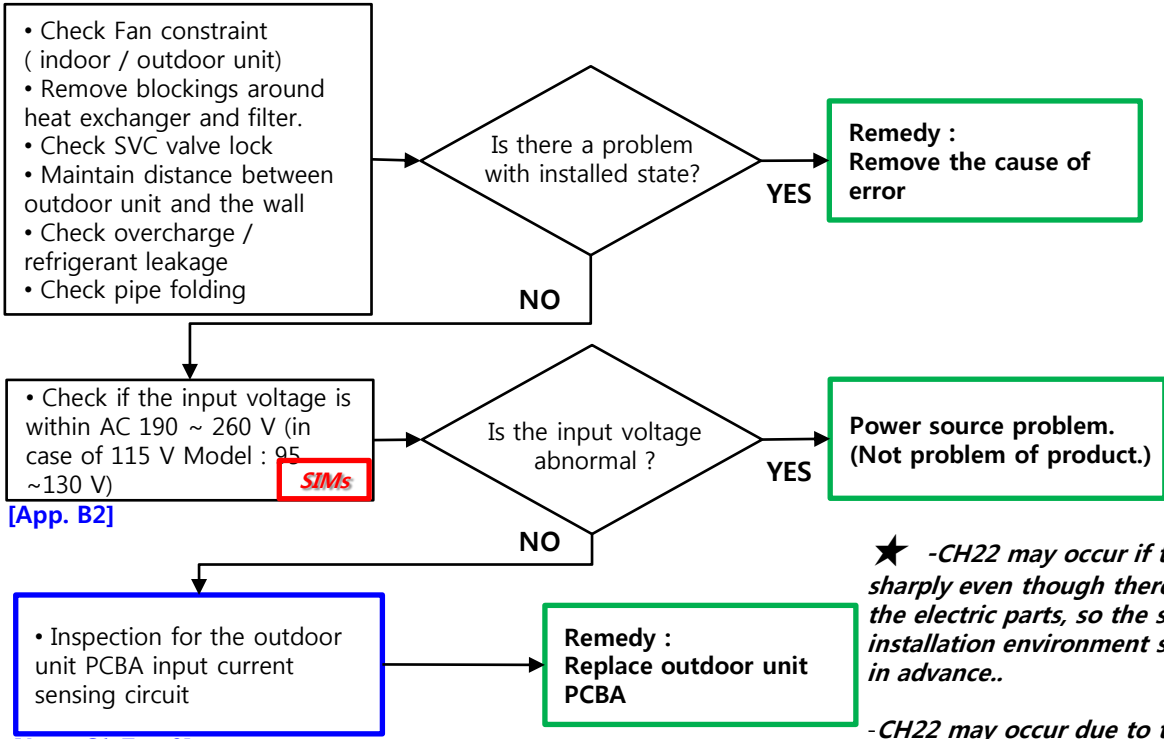 • Check Fan constraint
( indoor / outdoor unit)
• Remove blockings around
heat exchanger and filter.
• Check SVC valve lock
• Maintain distance between
outdoor unit and the wall
• Check overcharge /
refrigerant leakage
• Check pipe folding
Is there a problem
with installed state?
YES
Remedy :
Remove the cause of
error
NO
• Check if the input voltage is
within AC 190 ~ 260 V (in
case of 115 V Model : 95
~130 V)
SIMs
[App. B2]
Is the input voltage
abnormal ?
YES
Power source problem.
(Not problem of product.)
NO
• Inspection for the outdoor
unit PCBA input current
sensing circuit
Remedy :
Replace outdoor unit
PCBA
★ -CH22 may occur if
sharply even though there
the electric parts, so the
installation environment
in advance..
-CH22 may occur due to